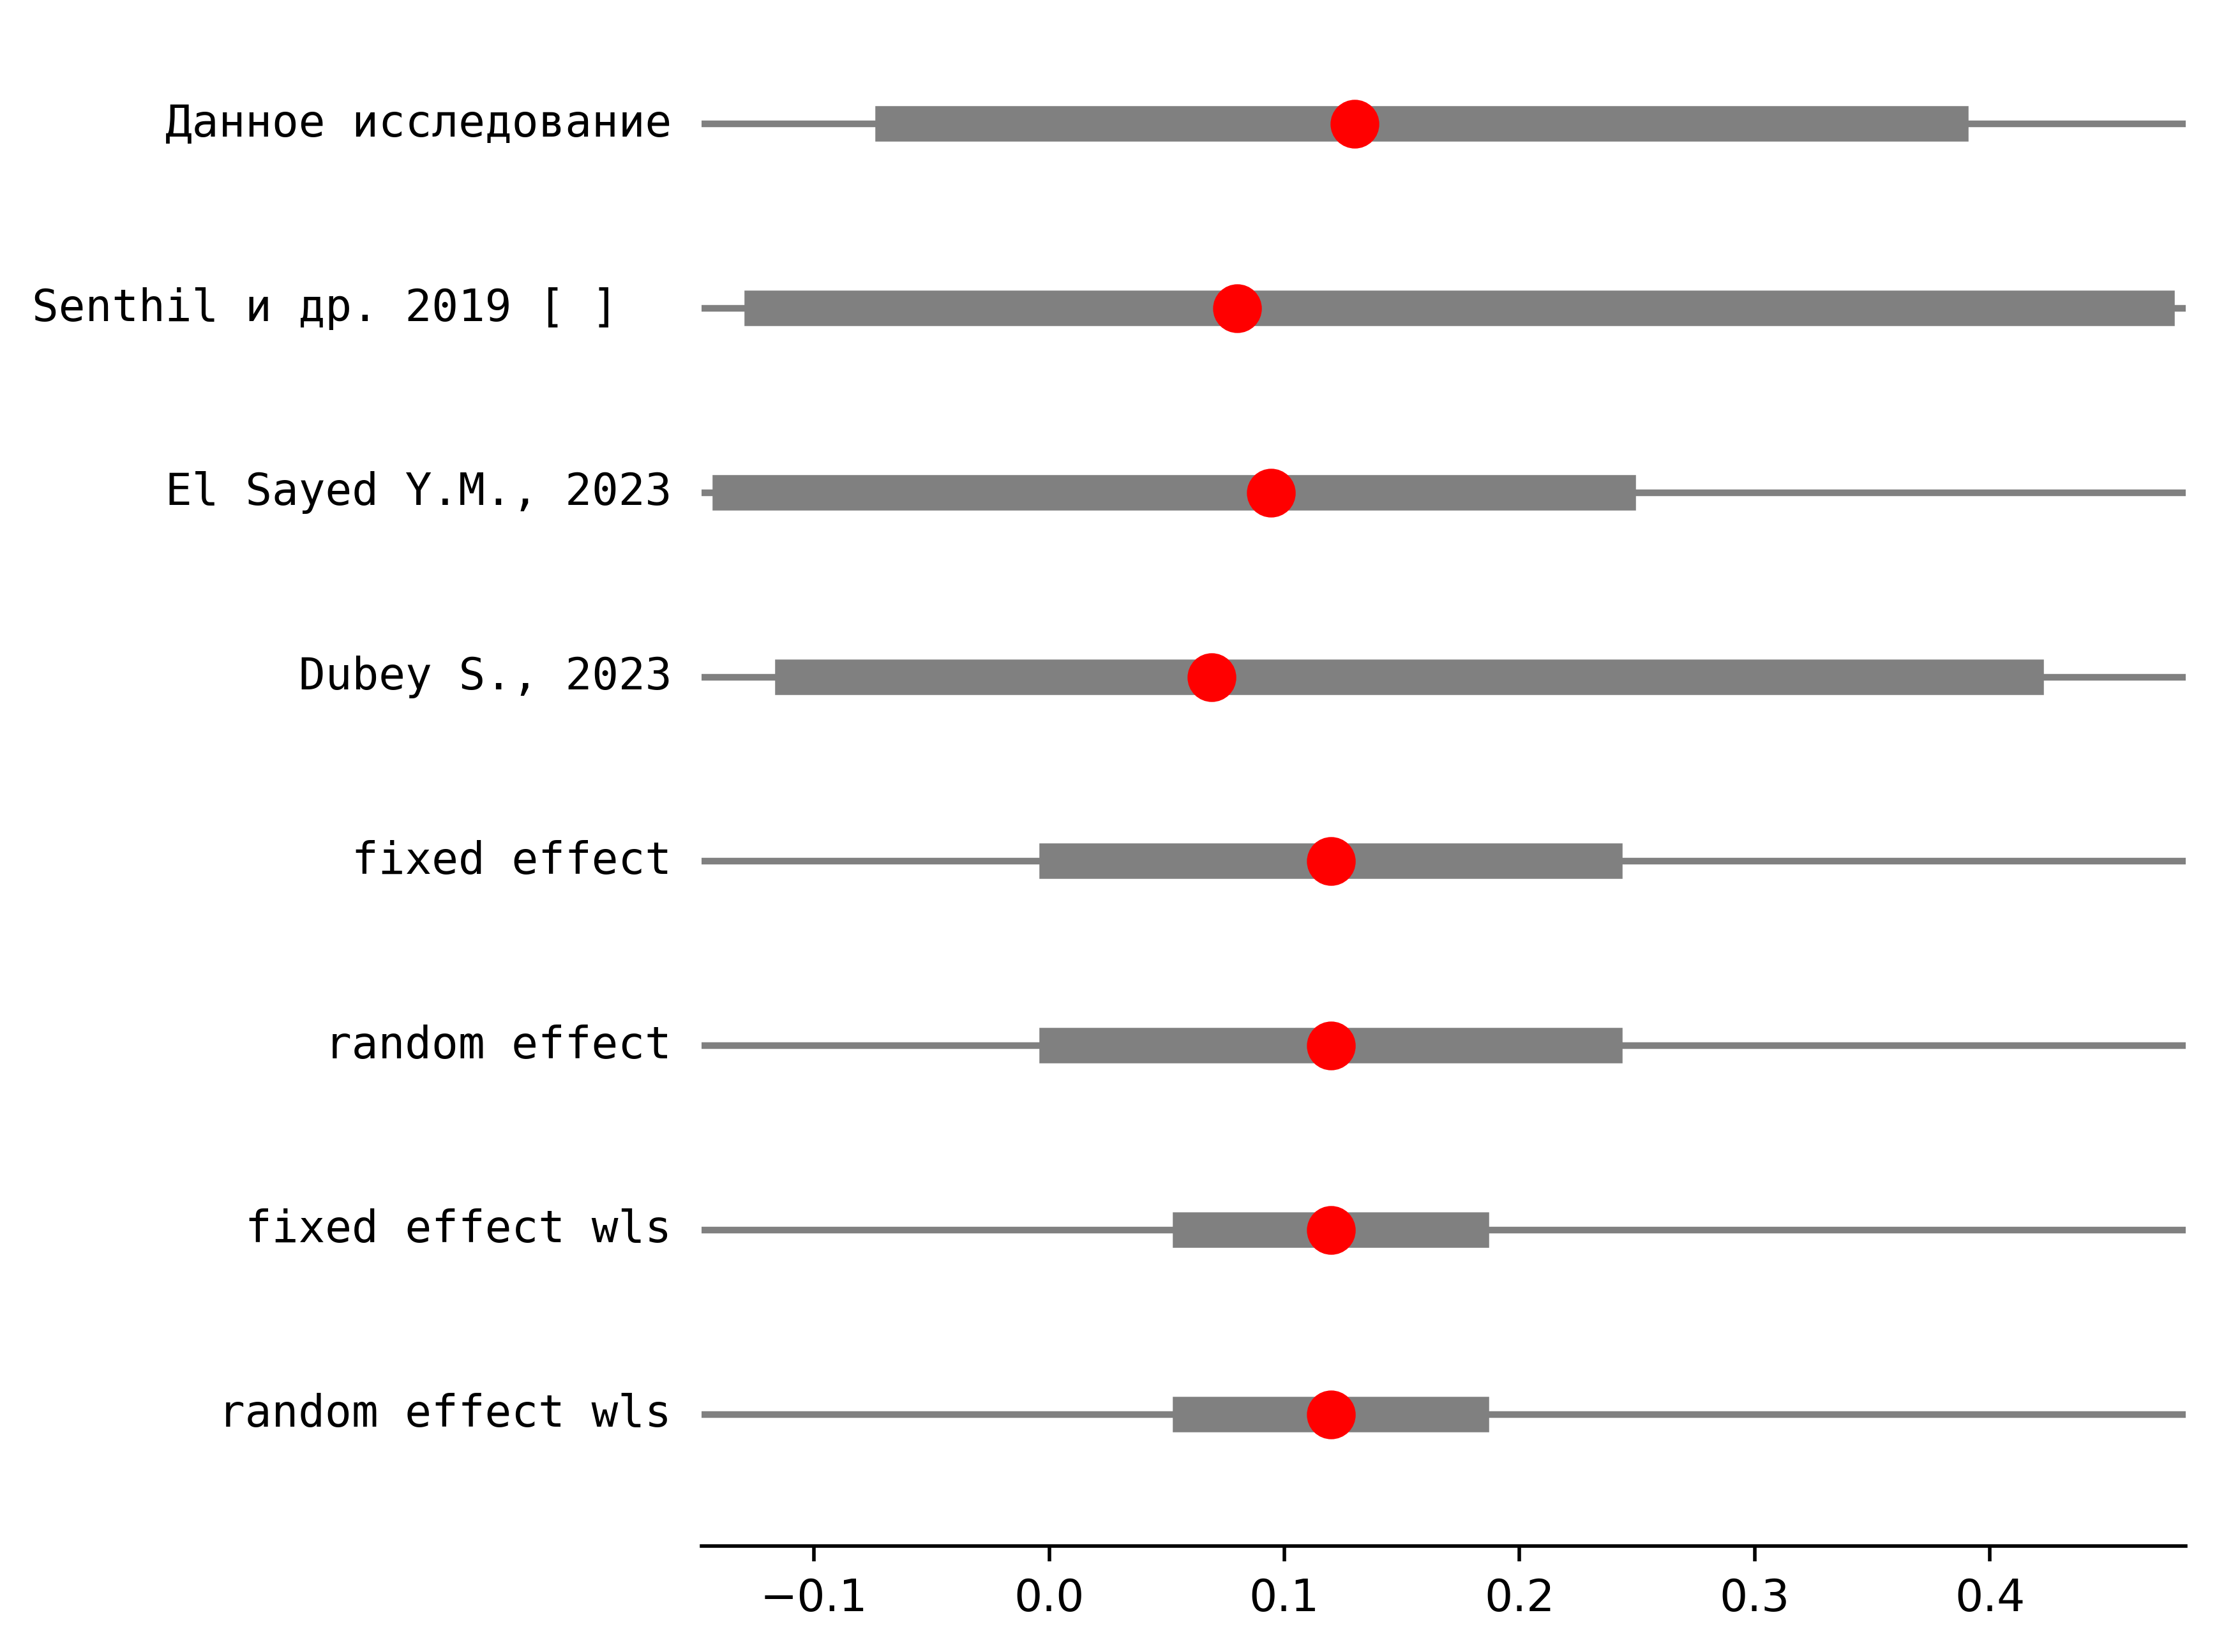 Данное исследование
Senthil и др. 2019 [ ]
El Sayed Y.M., 2023
Dubey S., 2023
fixed effect
random effect
fixed effect wls
random effect wls
−0.1 0.0 0.1 0.2 0.3 0.4